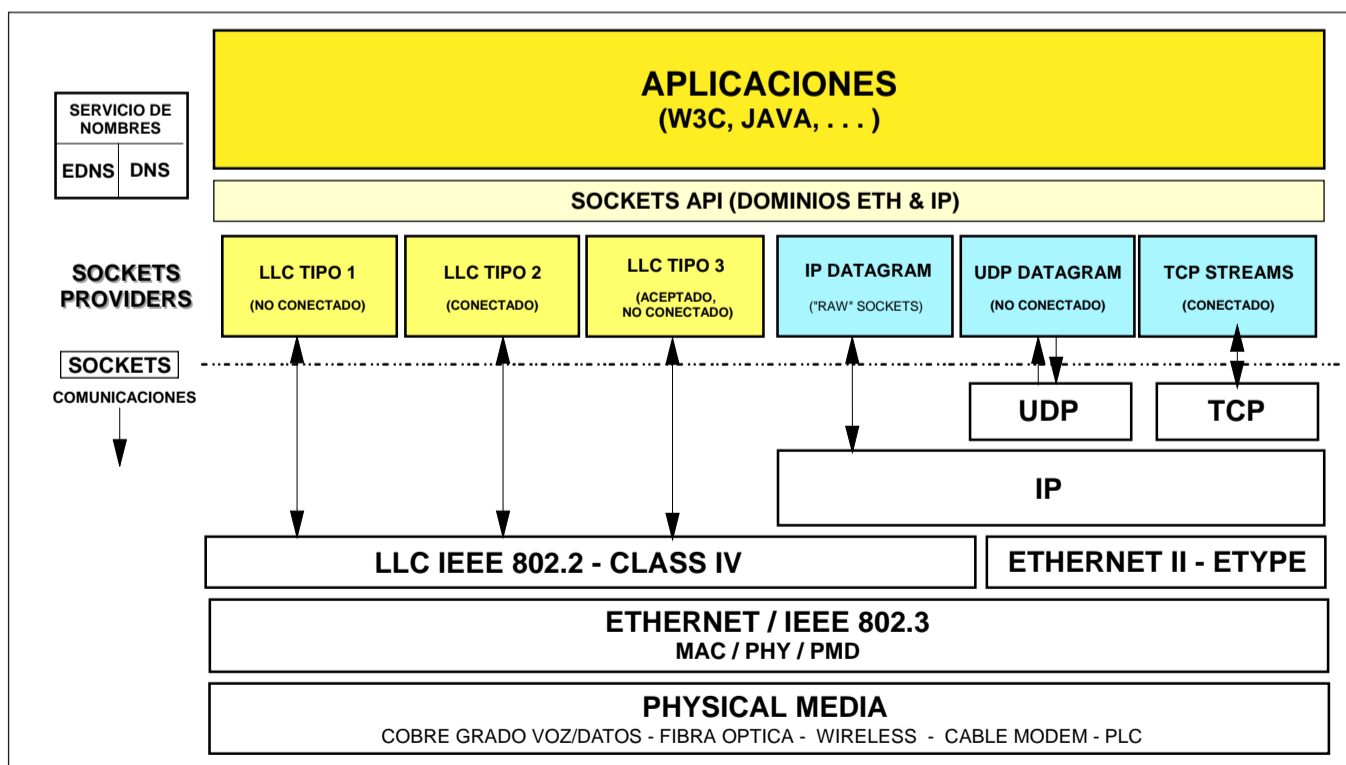 APLICACIONES
(W3C, JAVA, . . . )
SERVICIO DE
NOMBRES
EDNS
DNS
SOCKETS API (DOMINIOS ETH & IP)
SOCKETS
PROVIDERS
LLC TIPO 1
(NO CONECTADO)
LLC TIPO 2
(CONECTADO)
LLC TIPO 3
(ACEPTADO,
NO CONECTADO)
IP DATAGRAM
("RAW" SOCKETS)
UDP DATAGRAM
(NO CONECTADO)
TCP STREAMS
(CONECTADO)
SOCKETS
COMUNICACIONES
UDP
TCP
IP
LLC IEEE 802.2 - CLASS IV
ETHERNET II - ETYPE
ETHERNET / IEEE 802.3
MAC / PHY / PMD
PHYSICAL MEDIA
COBRE GRADO VOZ/DATOS - FIBRA OPTICA - WIRELESS - CABLE MODEM - PLC